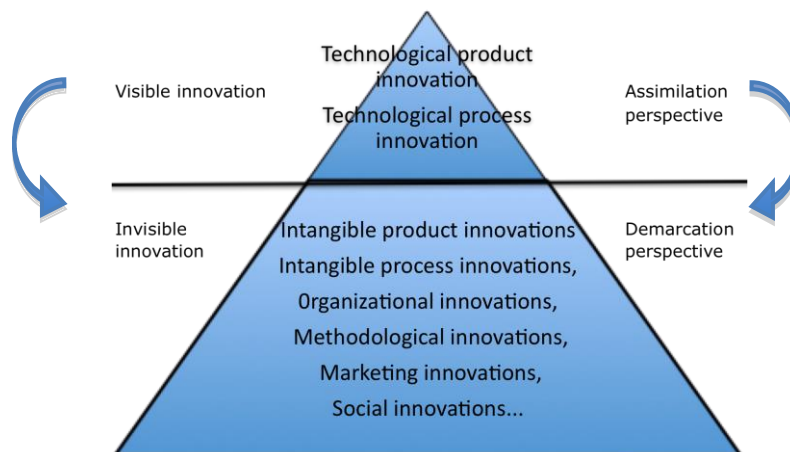 Technological product
innovation
Visible innovation
Assimilation
perspective
Technological process
innovation
Invisible
innovation
Intangible product innovations
Demarcation
perspective
Intangible process innovations,
0rganizational innovations,
Methodological innovations,
Marketing innovations,
Social innovations...